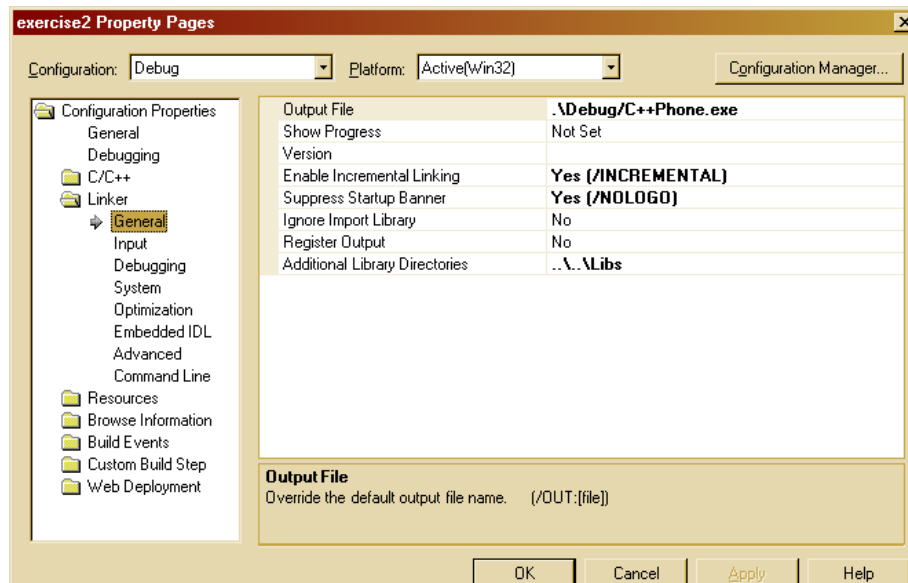 exercise2 Property Pages
Configuration: Debug Platform: Active(Win32) Configuration Manager...
Configuration Properties
General
Debugging
C/C++
Linker
General
Input
Debugging
System
Optimization
Embedded IDL
Advanced
Command Line
Resources
Browse Information
Build Events
Custom Build Step
Web Deployment
Output File .\Debug/C++Phone.exe
Show Progress Not Set
Version
Enable Incremental Linking Yes (/INCREMENTAL)
Suppress Startup Banner Yes (/NOLOGO)
Ignore Import Library No
Register Output No
Additional Library Directories ..\..\Libs
Output File
Override the default output file name. (/OUT:[file])
OK Cancel Apply Help